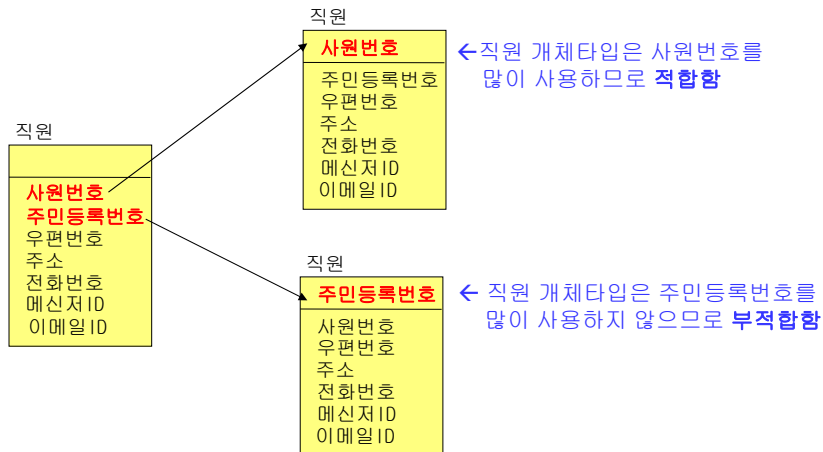 직원
사원번호
주민등록번호
우편번호
주소
전화번호
메신저ID
이메일ID
직원
사원번호
주민등록번호
우편번호
주소
전화번호
메신저ID
이메일ID
←직원 개체타입은 사원번호를
많이 사용하므로 적합함
직원
주민등록번호
사원번호
우편번호
주소
전화번호
메신저ID
이메일ID
← 직원 개체타입은 주민등록번호를
많이 사용하지 않으므로 부적합함